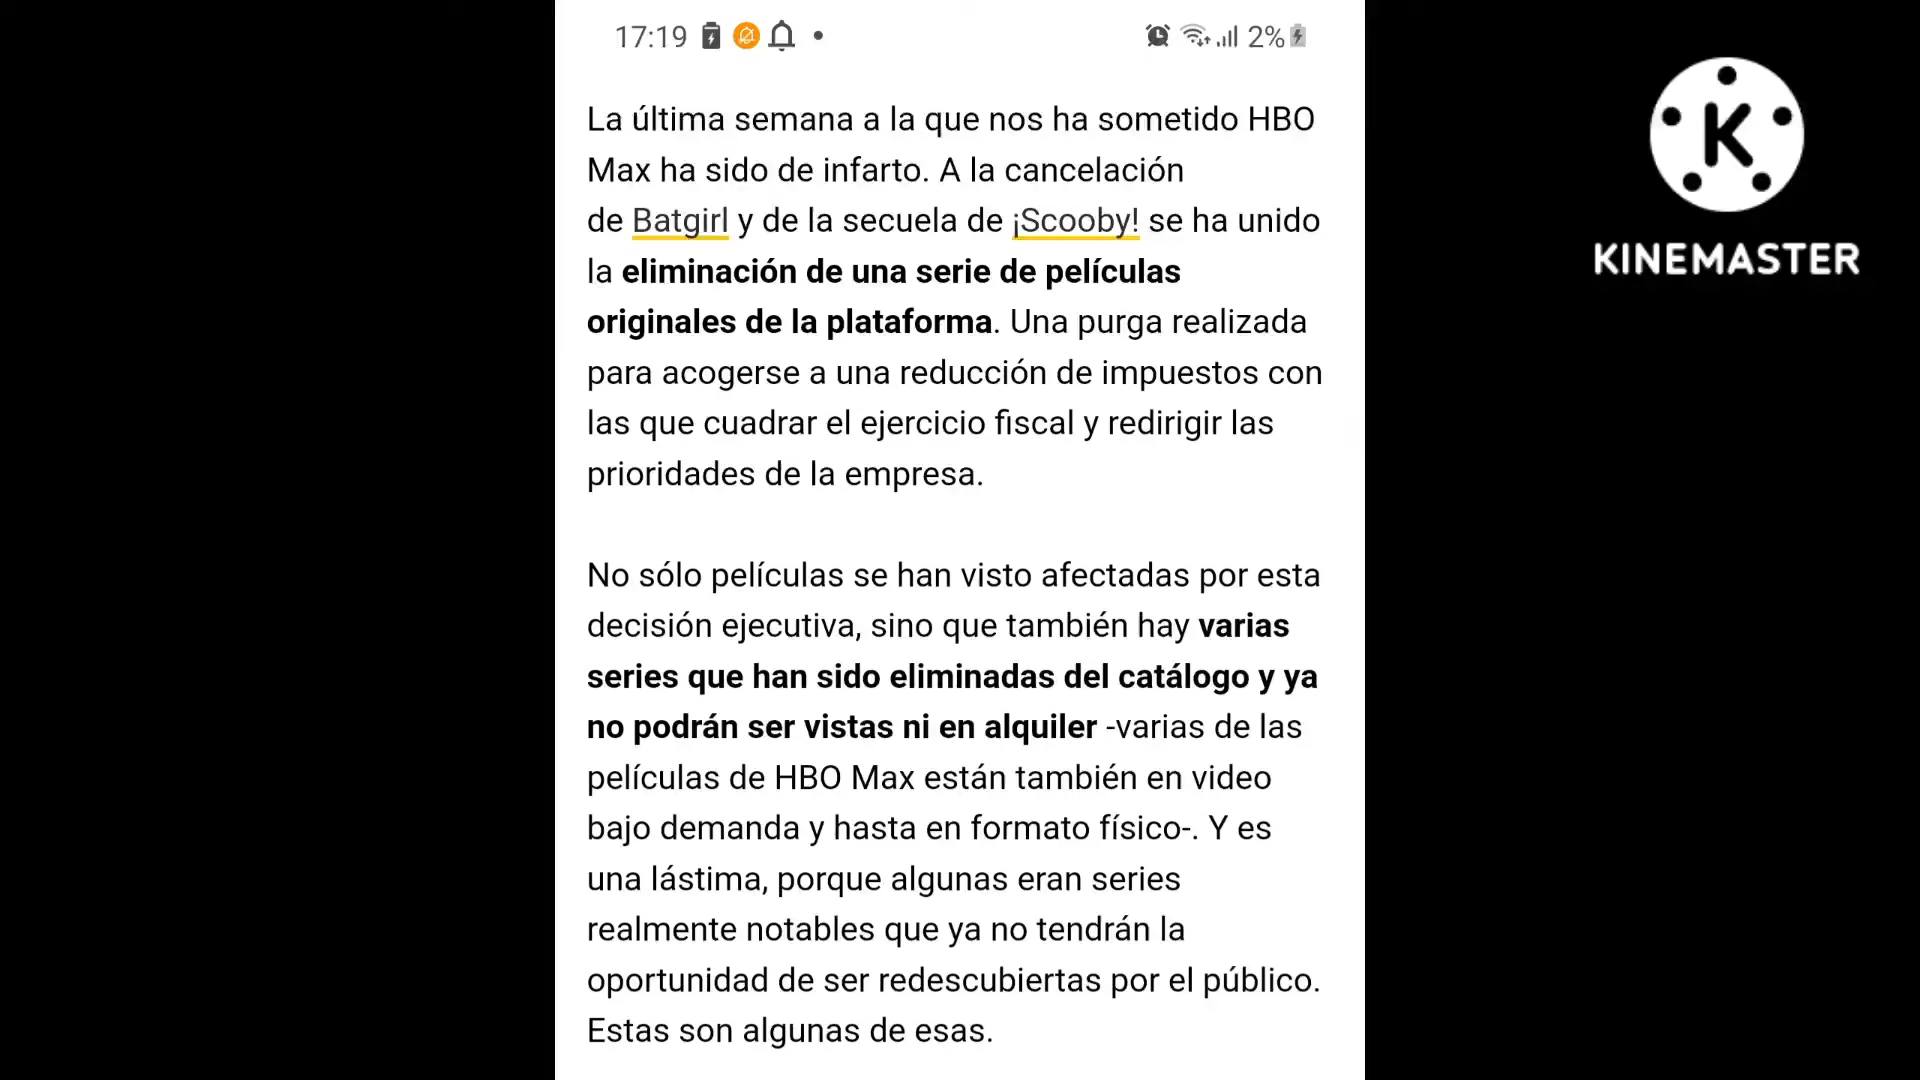 17:19
2%
KINEMASTER
La última semana a la que nos ha sometido HBO
Max ha sido de infarto. A la cancelación
de Batgirl y de la secuela de ¡Scooby! se ha unido
la eliminación de una serie de películas
originales de la plataforma. Una purga realizada
para acogerse a una reducción de impuestos con
las que cuadrar el ejercicio fiscal y redirigir las
prioridades de la empresa.
No sólo películas se han visto afectadas por esta
decisión ejecutiva, sino que también hay varias
series que han sido eliminadas del catálogo y ya
no podrán ser vistas ni en alquiler -varias de las
películas de HBO Max están también en video
bajo demanda y hasta en formato físico-. Y es
una lástima, porque algunas eran series
realmente notables que ya no tendrán la
oportunidad de ser redescubiertas por el público.
Estas son algunas de esas.